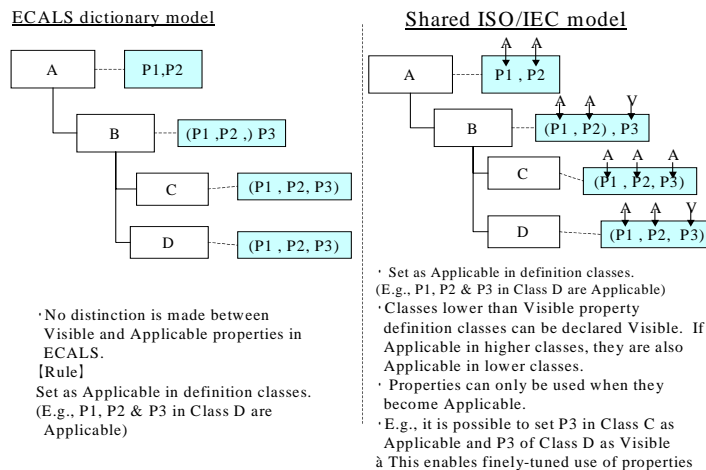 ECALS dictionary model
A
P1,P2
B
(P1 ,P2 ,) P3
C
(P1 , P2, P3)
D
(P1 , P2, P3)
·No distinction is made between
Visible and Applicable properties in
ECALS.
【Rule】
Set as Applicable in definition classes.
(E.g., P1, P2 & P3 in Class D are
Applicable)
Shared ISO/IEC model
A A
A
P1 , P2
A A V
B
(P1 , P2) , P3
A A A
C
(P1 , P2, P3)
A A V
D
(P1 , P2, P3)
· Set as Applicable in definition classes.
(E.g., P1, P2 & P3 in Class D are Applicable)
·Classes lower than Visible property
definition classes can be declared Visible. If
Applicable in higher classes, they are also
Applicable in lower classes.
· Properties can only be used when they
become Applicable.
·E.g., it is possible to set P3 in Class C as
Applicable and P3 of Class D as Visible
à This enables finely-tuned use of properties